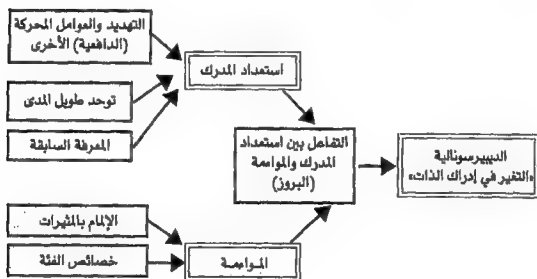 التهديد والعوامل المحركة
(الدافعية) الأخرى
استعداد المدرك
توحد طويل المدى
المعرفة السابقة
التفاعل بين استعداد
المدرك والمواءمة
(البروز)
الديبيرسونالية
«التغير في إدراك الذات»
الإلمام بالمثيرات
خصائص الفئة
المواءمة